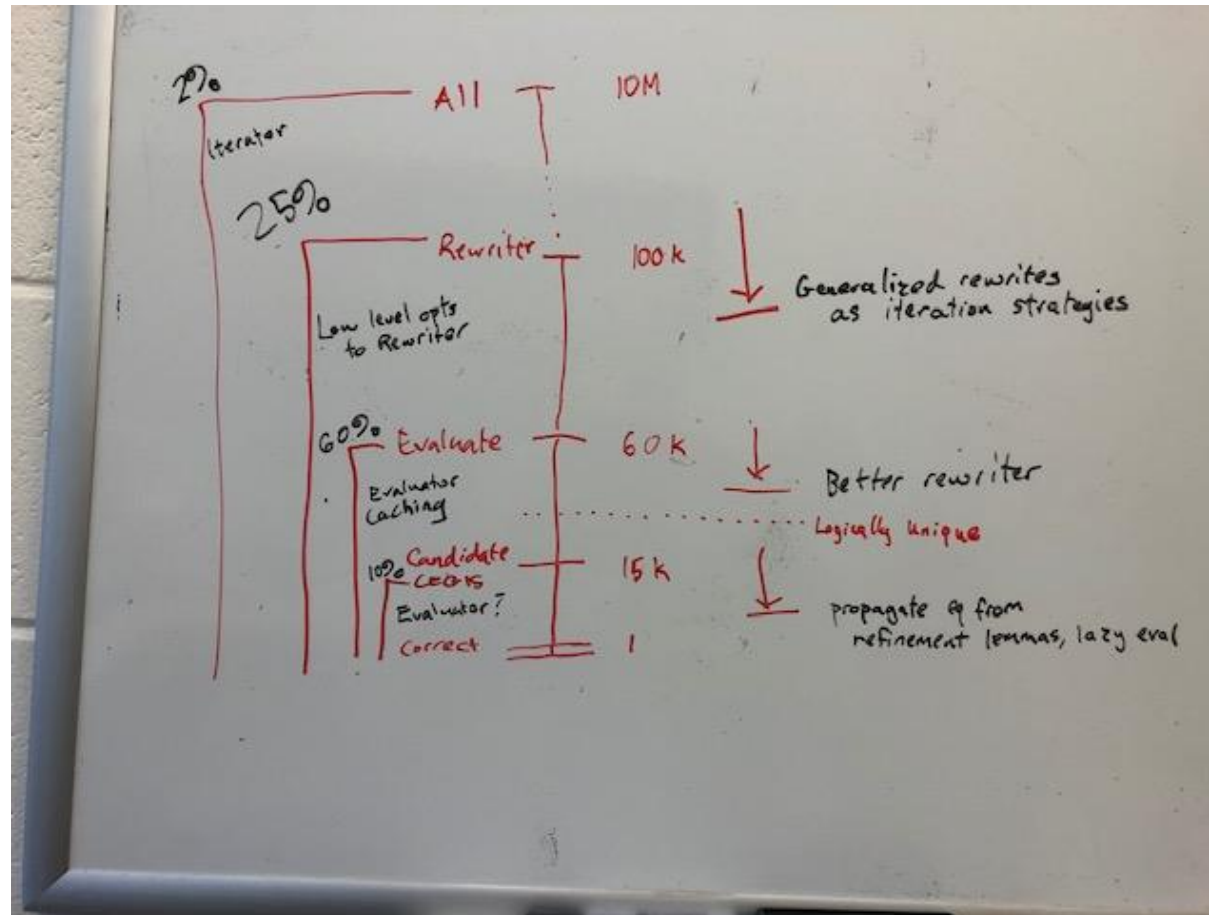 2%
All
10M
Iterator
25%
Rewriter
100k
Generalized rewrites
as iteration strategies
Low level opts
to Rewriter
60%
Evaluate
60k
Better rewriter
Evaluator
Caching
Logically unique
10%
Candidate
CEGIS
15k
Evaluator?
propagate eq from
refinement lemmas, lazy eval
Correct
1